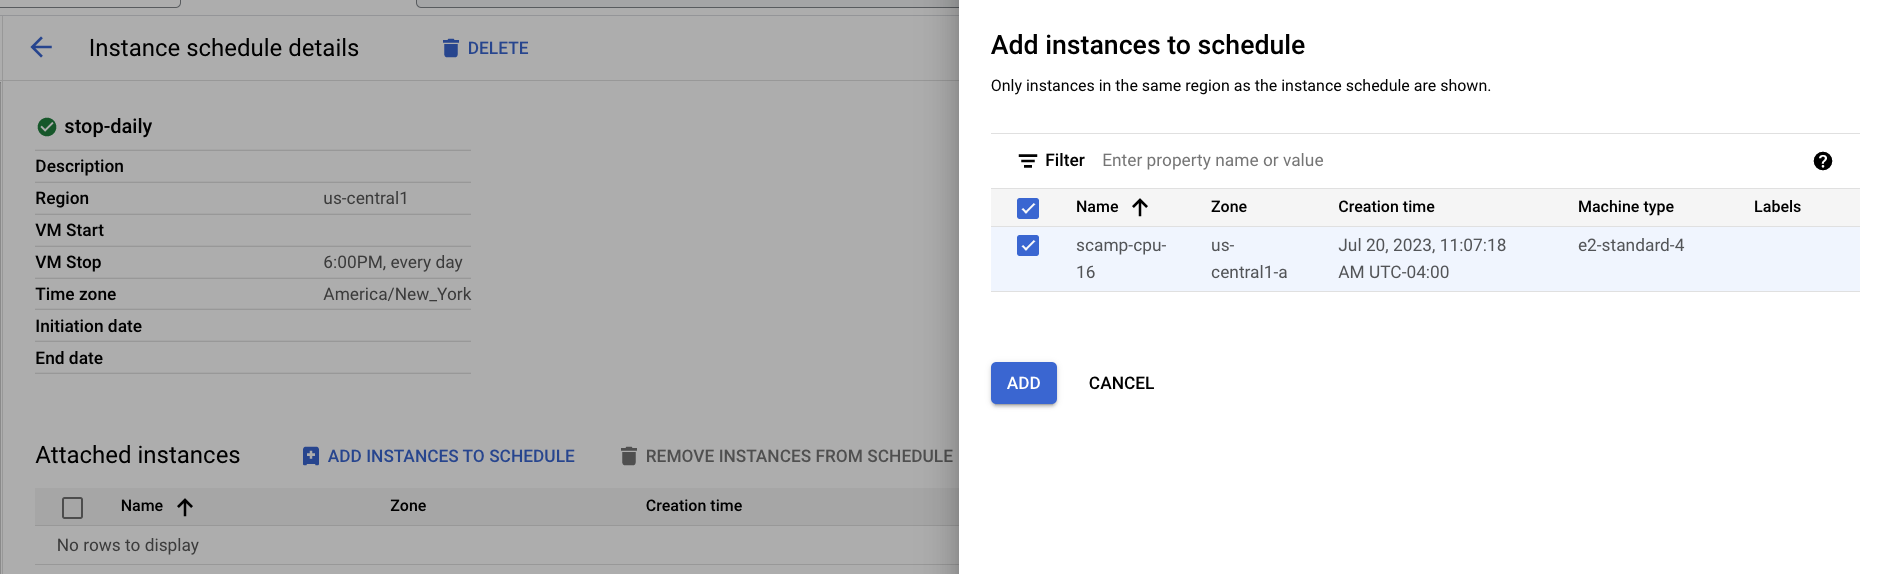 Instance schedule details
DELETE
stop-daily
Description
Region us-central1
VM Start
VM Stop 6:00PM, every day
Time zone America/New_York
Initiation date
End date
Attached instances
ADD INSTANCES TO SCHEDULE
REMOVE INSTANCES FROM SCHEDULE
Name Zone Creation time
No rows to display
Add instances to schedule
Only instances in the same region as the instance schedule are shown.
Filter Enter property name or value
Name Zone Creation time Machine type Labels
scamp-cpu- us- Jul 20, 2023, 11:07:18 e2-standard-4
16 central1-a AM UTC-04:00
ADD CANCEL